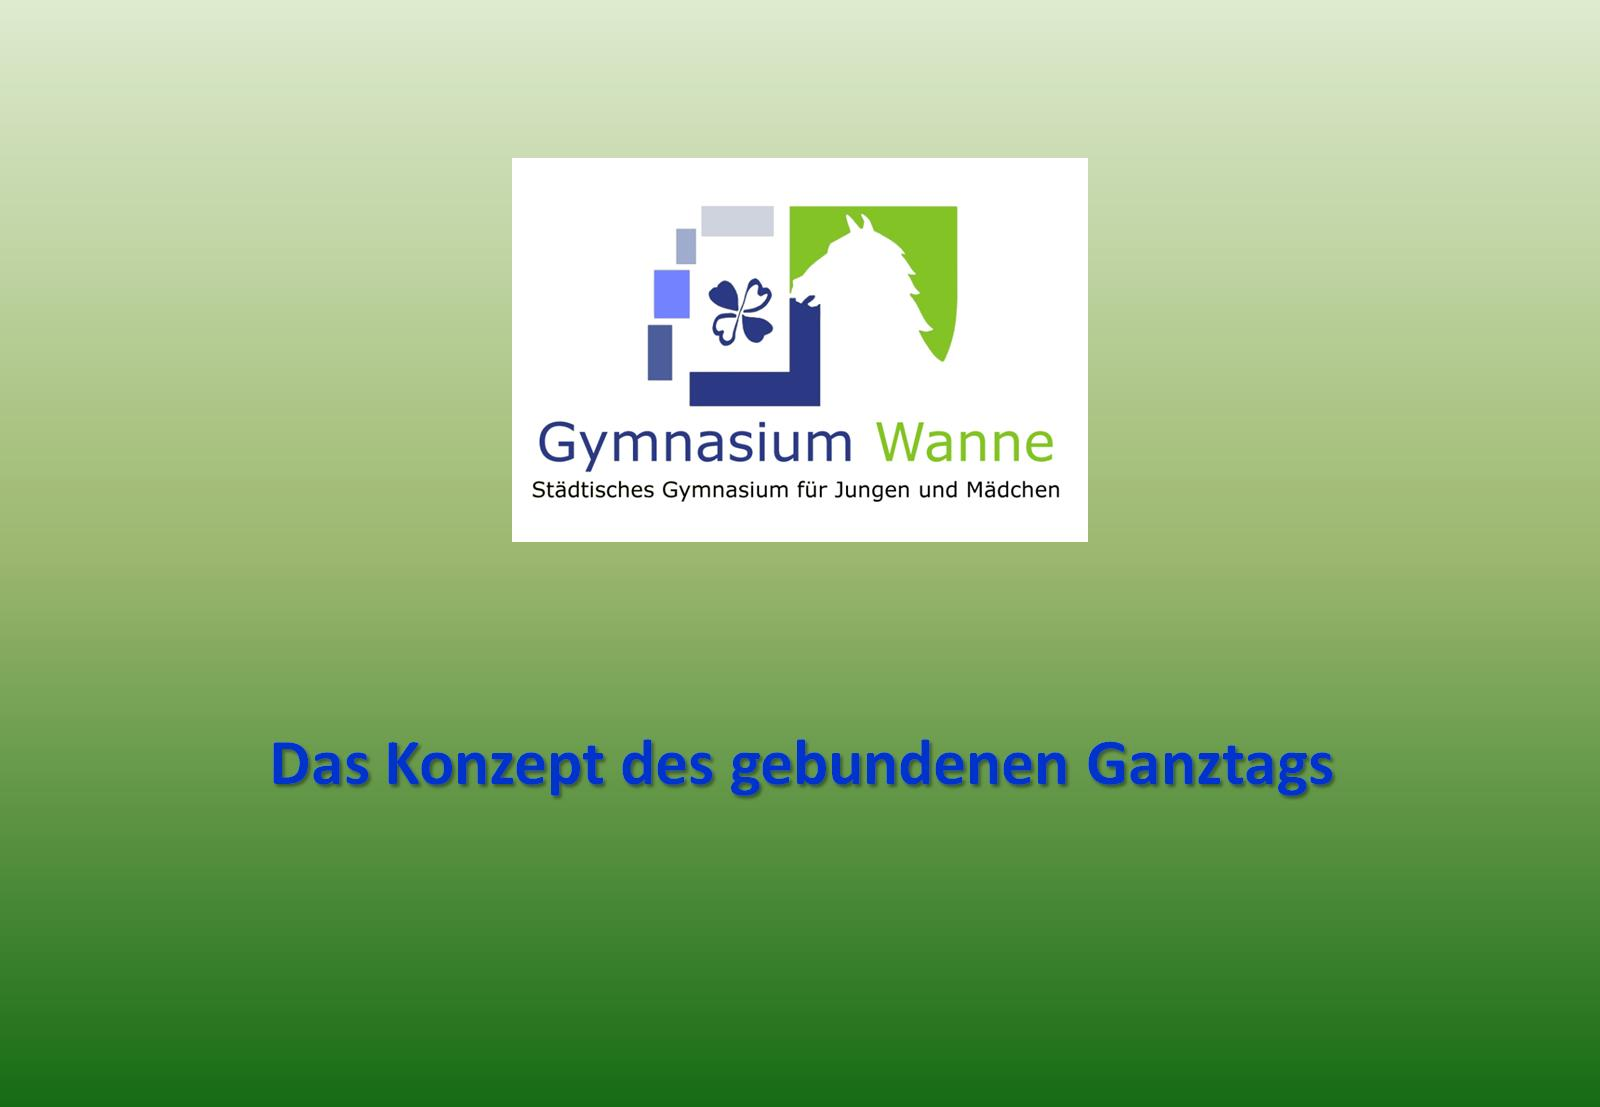 Gymnasium Wanne
Städtisches Gymnasium für Jungen und Mädchen
Das Konzept des gebundenen Ganztags